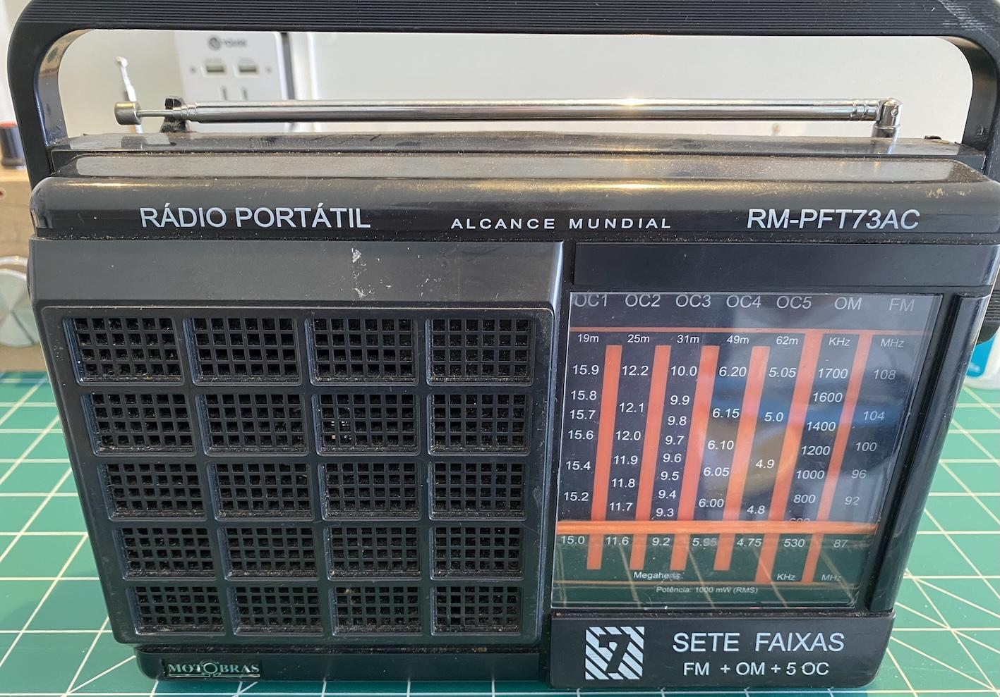 RÁDIO PORTÁTIL ALCANCE MUNDIAL RM-PFT73AC
OC1 OC2 OC3 OC4 OC5 OM FM
19m 25m 31m 49m 62m KHz MHz
15.9 12.2 10.0 6.20 5.05 1700 108
15.8 12.1 9.9 6.15 5.0 1600 104
15.7 12.0 9.8 6.10 4.9 1400 100
15.6 11.9 9.7 6.05 4.8 1200 96
15.4 11.8 9.6 6.00 1000 92
15.2 11.7 9.5 800
9.4
9.3
15.0 11.6 9.2 5.95 4.75 530 87
KHz MHz
Potência: 1000 mW (RMS)
7 SETE FAIXAS
FM + OM + 5 OC
MOTOBRAS